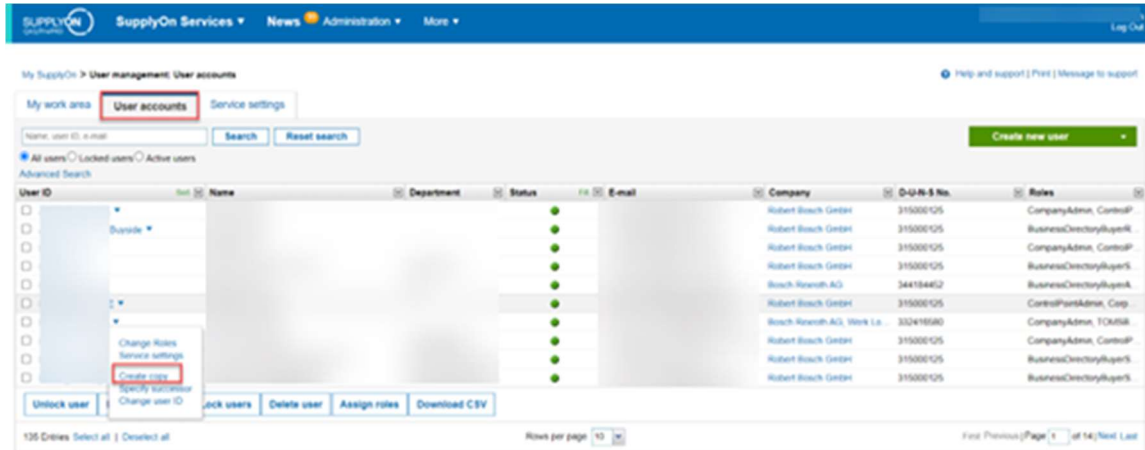 SUPPLYON SupplyOn Services ▾ News Administration ▾ More ▾
Log Out
My SupplyOn > User management: User accounts Help and support | Print | Message to support
My work area User accounts Service settings
Name, user ID, e-mail Search Reset search Create new user
All users Locked users Active users
Advanced Search
User ID Name Department Status E-mail Company D-U-N-S No. Roles
Robert Bosch GmbH 315000125 CompanyAdmin, ControlP...
Buyside Robert Bosch GmbH 315000125 BusinessDirectoryBuyerR...
Robert Bosch GmbH 315000125 CompanyAdmin, ControlP...
Robert Bosch GmbH 315000125 BusinessDirectoryBuyerS...
Bosch Rexroth AG 344184452 BusinessDirectoryBuyerA...
Robert Bosch GmbH 315000125 ControlPointAdmin, Corp...
Bosch Rexroth AG, Werk Lo... 332416580 CompanyAdmin,
Robert Bosch GmbH 315000125 CompanyAdmin, ControlP...
Robert Bosch GmbH 315000125 BusinessDirectoryBuyerS...
Robert Bosch GmbH 315000125 BusinessDirectoryBuyerS...
Change Roles
Service settings
Create copy
Specify successor
Change user ID
Unlock user Lock users Delete user Assign roles Download CSV
135 Entries Select all | Deselect all Rows per page 10 First Previous | Page 1 of 14 | Next Last